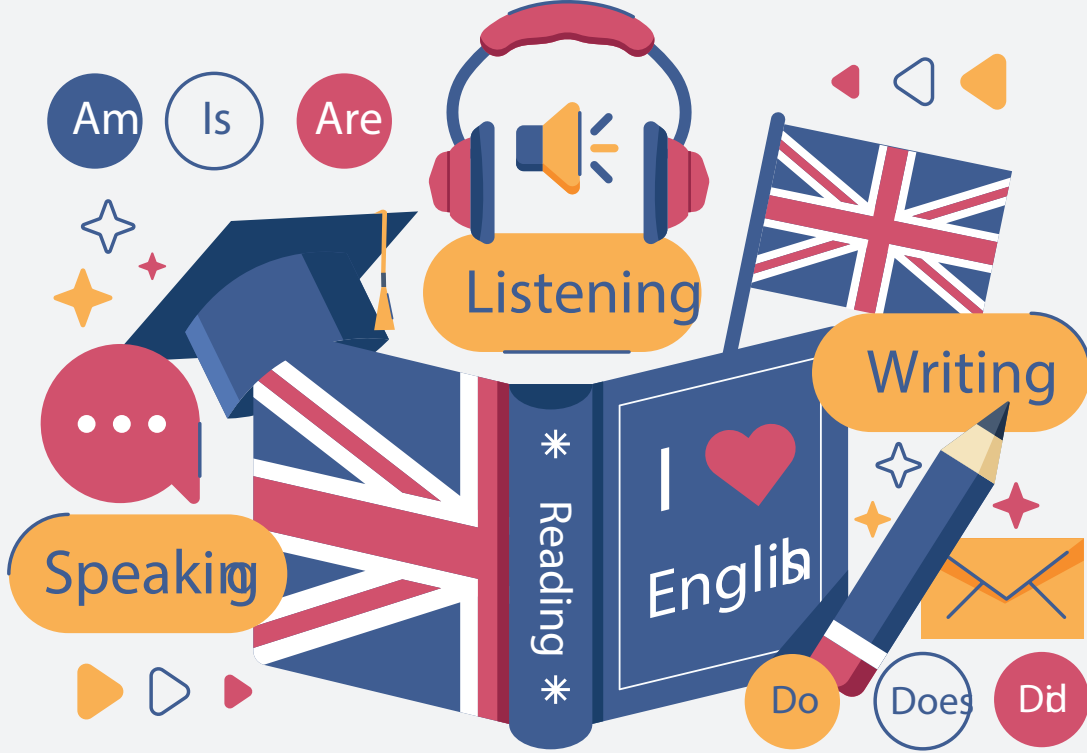 Am
Is
Are
Listening
Writing
Speaking
Reading
I
English
Do
Does
Did